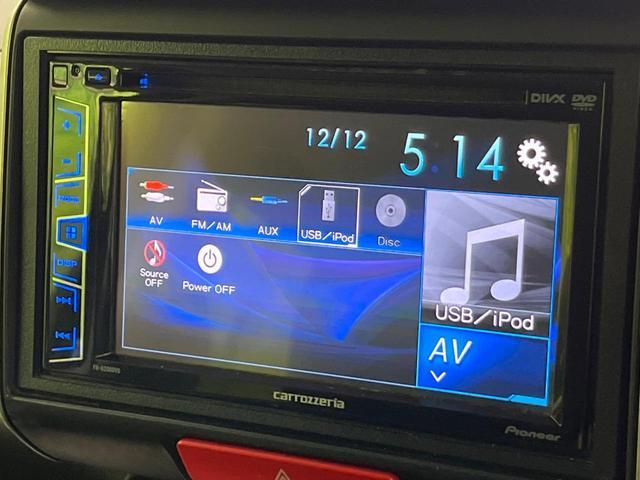 DIVX DVD VIDEO
12/12 5:14
AV FM/AM AUX USB/iPod Disc
Source OFF Power OFF
USB/iPod
AV
DISP
carrozzeria
Pioneer